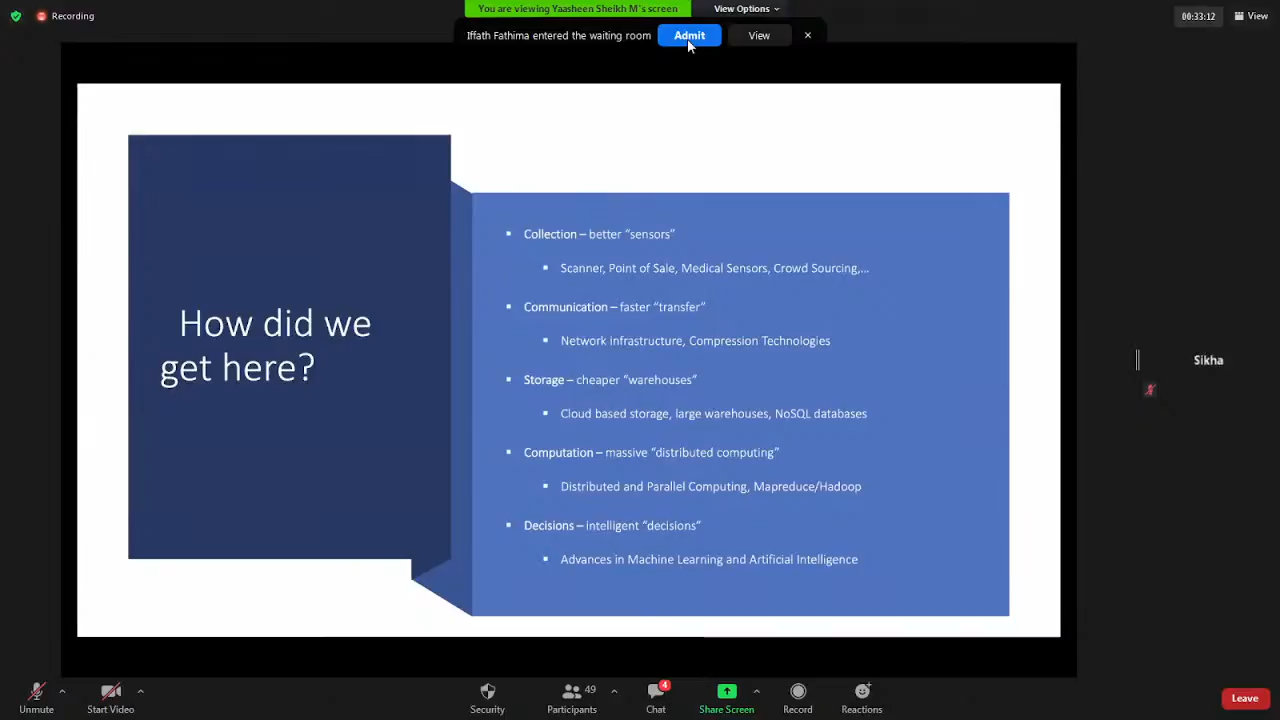 Recording
You are viewing Yaasheen Sheikh M's screen
View Options
00:33:12
View
Iffath Fathima entered the waiting room
Admit
View
How did we
get here?
Collection – better “sensors”
Scanner, Point of Sale, Medical Sensors, Crowd Sourcing,...
Communication – faster “transfer”
Network infrastructure, Compression Technologies
Storage – cheaper “warehouses”
Cloud based storage, large warehouses, NoSQL databases
Computation – massive “distributed computing”
Distributed and Parallel Computing, Mapreduce/Hadoop
Decisions – intelligent “decisions”
Advances in Machine Learning and Artificial Intelligence
Sikha
Unmute
Start Video
Security
49
Participants
4
Chat
Share Screen
Record
Reactions
Leave